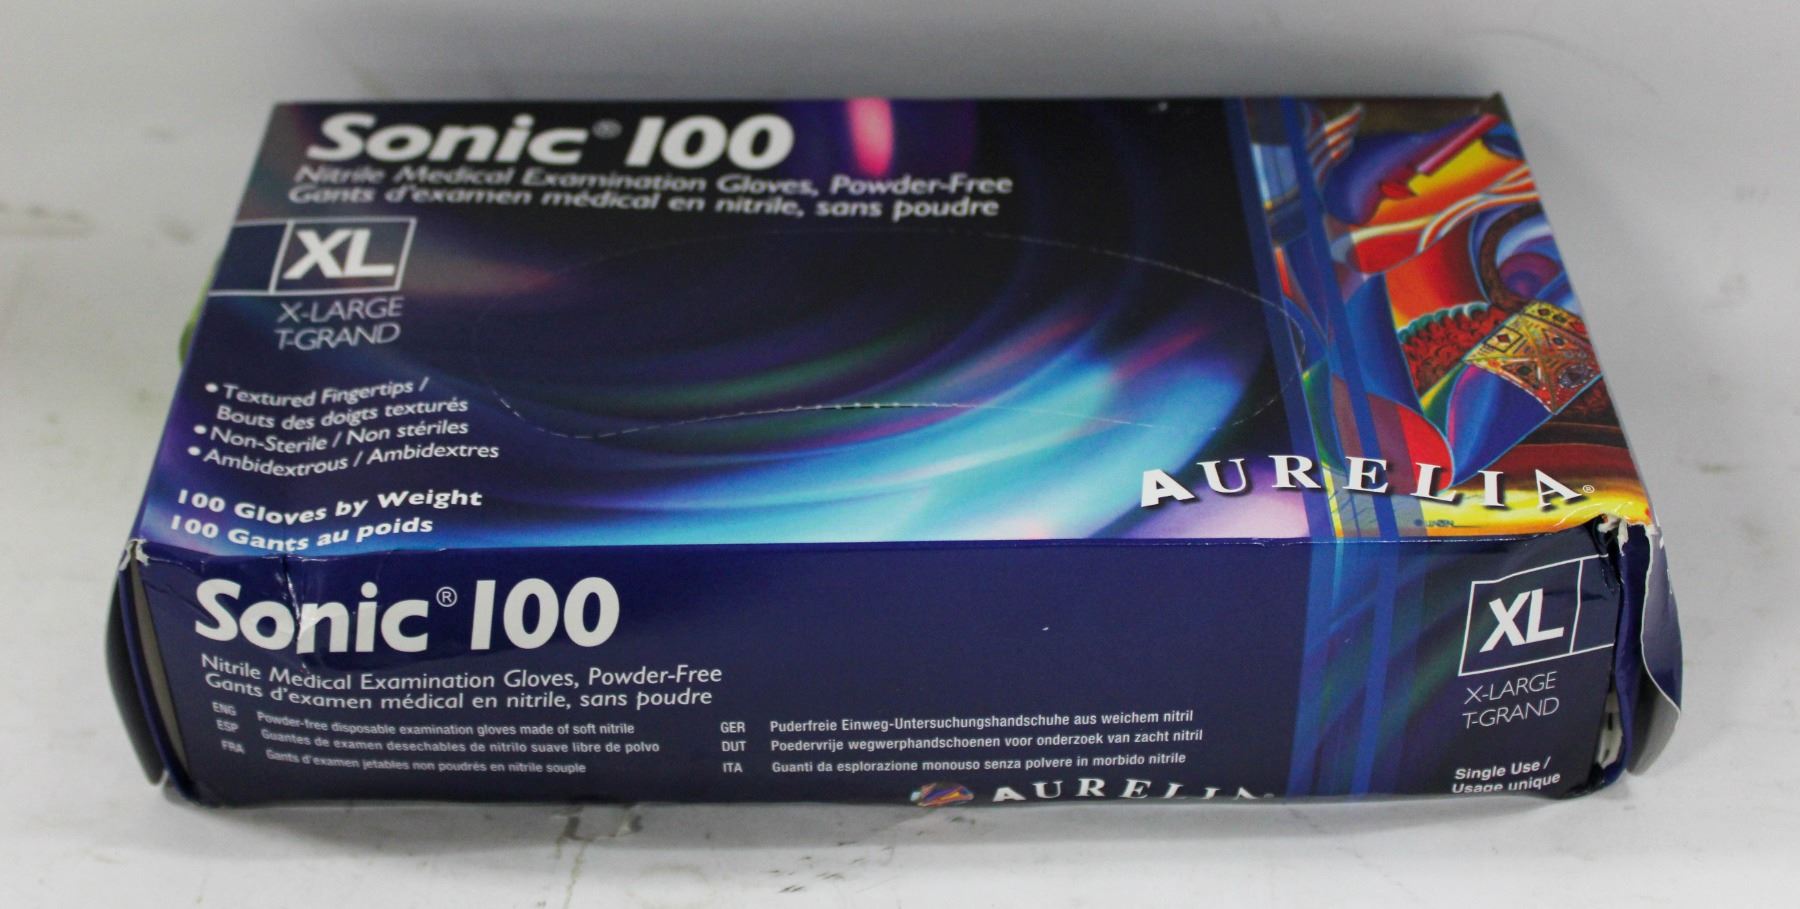 Sonic® 100
Nitrile Medical Examination Gloves, Powder-Free
Gants d'examen médical en nitrile, sans poudre
XL
X-LARGE
T-GRAND
• Textured Fingertips /
Bouts des doigts texturés
• Non-Sterile / Non stériles
• Ambidextrous / Ambidextres
100 Gloves by Weight
100 Gants au poids
AURELIA®
Sonic® 100
Nitrile Medical Examination Gloves, Powder-Free
Gants d'examen médical en nitrile, sans poudre
ENG Powder-free disposable examination gloves made of soft nitrile
ESP Guantes de examen desechables de nitrilo suave libre de polvo
FRA Gants d'examen jetables non poudrés en nitrile souple
GER Puderfreie Einweg-Untersuchungshandschuhe aus weichem nitril
DUT Poedervrije wegwerphandschoenen voor onderzoek van zacht nitril
ITA Guanti da esplorazione monouso senza polvere in morbido nitrile
AURELIA
XL
X-LARGE
T-GRAND
Single Use /
Usage unique